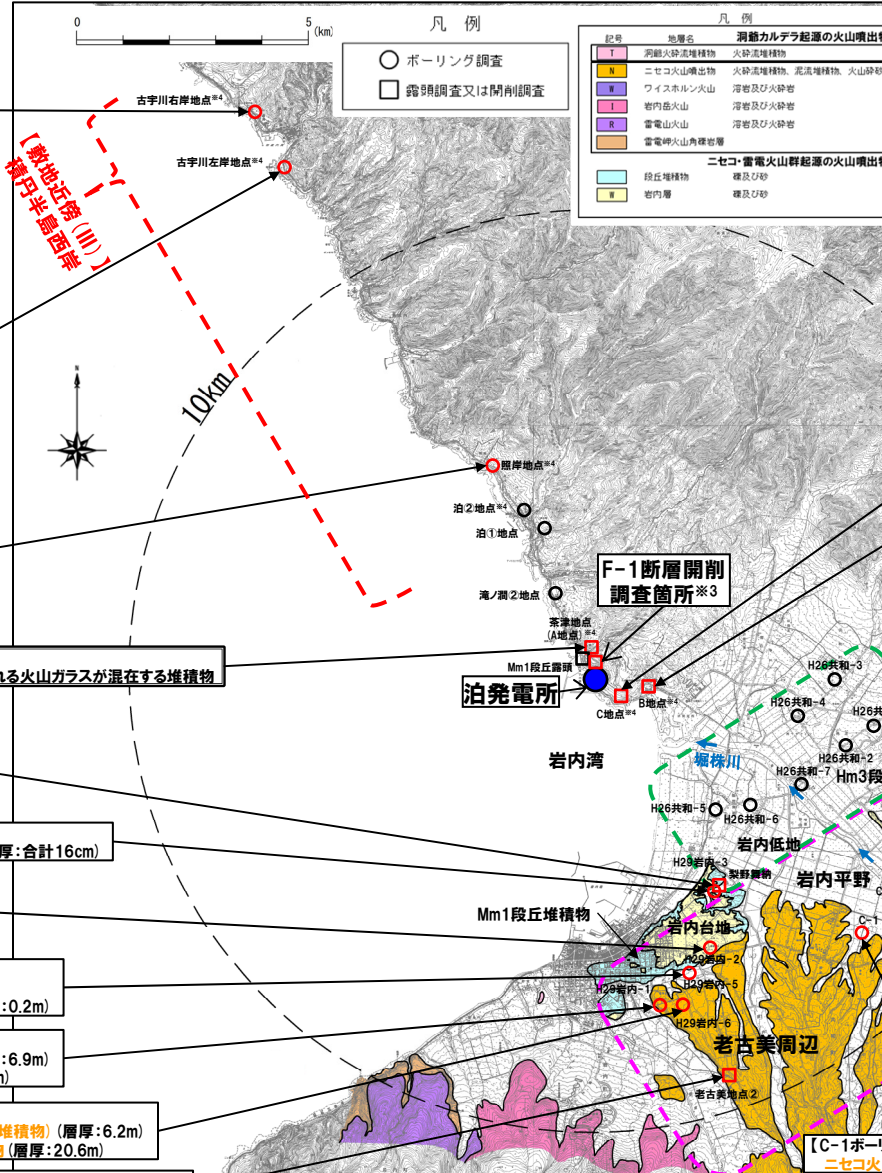 0
5
(km)
凡 例
ボーリング調査
露頭調査又は開削調査
凡 例
記号
地層名
洞爺カルデラ起源の火山噴出物
T 洞爺火砕流堆積物 火砕流堆積物
N ニセコ火山噴出物 火砕流堆積物、泥流堆積物、火山砕
W ワイスホルン火山 溶岩及び火砕岩
I 岩内岳火山 溶岩及び火砕岩
R 雷電山火山 溶岩及び火砕岩
雷電岬火山角礫岩層
ニセコ・雷電火山群起源の火山噴出物
段丘堆積物 礫及び砂
W 岩内層 礫及び砂
古宇川右岸地点※4
古宇川左岸地点※4
【敷地近傍(Ⅲ)】
積丹半島西岸
N
10km
照岸地点※4
泊②地点※4
泊①地点
滝ノ澗②地点
F-1断層開削
調査箇所※3
茶津地点
(A地点)※4
Mm1段丘露頭
れる火山ガラスが混在する堆積物
泊発電所
C地点※4
B地点※4
H26共和-3
H26共和-4
H26共
H26共和-2
H26共和-7
Hm3段
堀株川
岩内湾
H26共和-5
H26共和-6
岩内低地
厚:合計16cm)
H29岩内-3
梨野舞納
岩内平野
C
C-1
Mm1段丘堆積物
岩内台地
H29岩内-2
H29岩内-5
H29岩内-1
:0.2m)
H29岩内-6
:6.9m)
m)
老古美周辺
老古美地点②
堆積物) (層厚:6.2m)
物 (層厚:20.6m)
【C-1ボーリ
ニセコ火